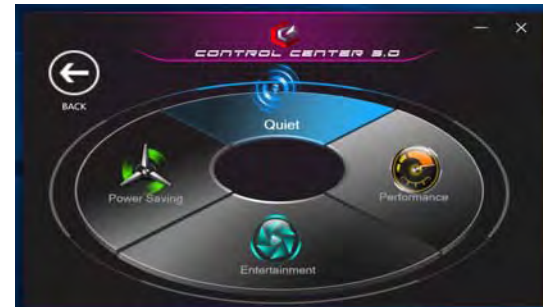 CONTROL CENTER 3.0
BACK
Quiet
Power Saving
Performance
Entertainment